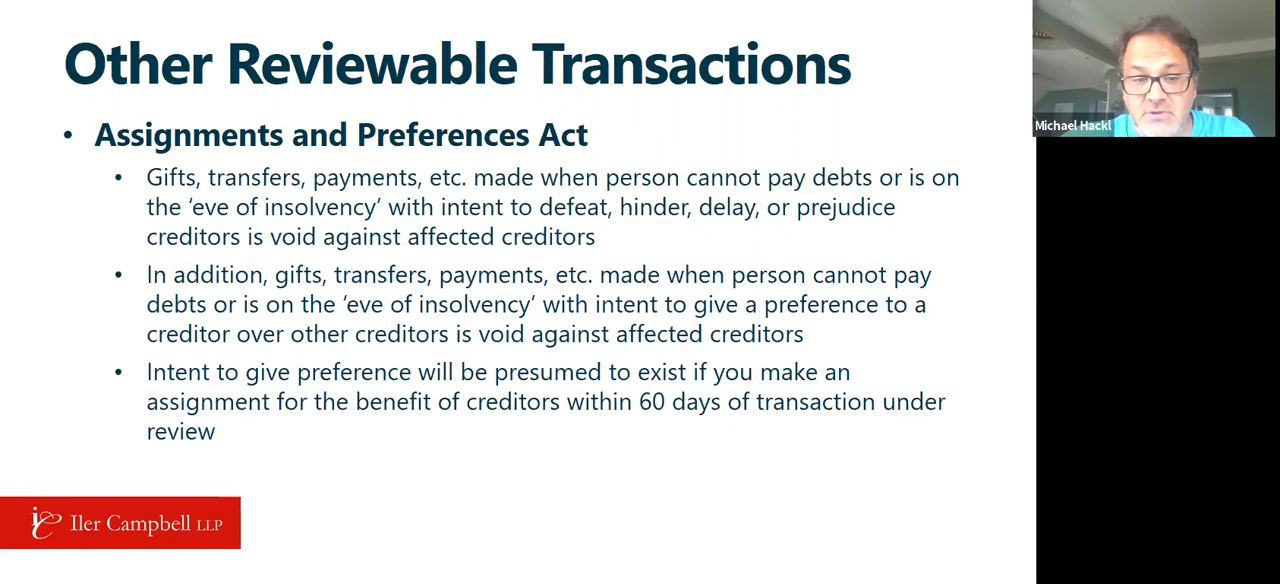 Other Reviewable Transactions
• Assignments and Preferences Act
• Gifts, transfers, payments, etc. made when person cannot pay debts or is on
the ‘eve of insolvency’ with intent to defeat, hinder, delay, or prejudice
creditors is void against affected creditors
• In addition, gifts, transfers, payments, etc. made when person cannot pay
debts or is on the ‘eve of insolvency’ with intent to give a preference to a
creditor over other creditors is void against affected creditors
• Intent to give preference will be presumed to exist if you make an
assignment for the benefit of creditors within 60 days of transaction under
review
ic Iler Campbell LLP
Michael Hackl